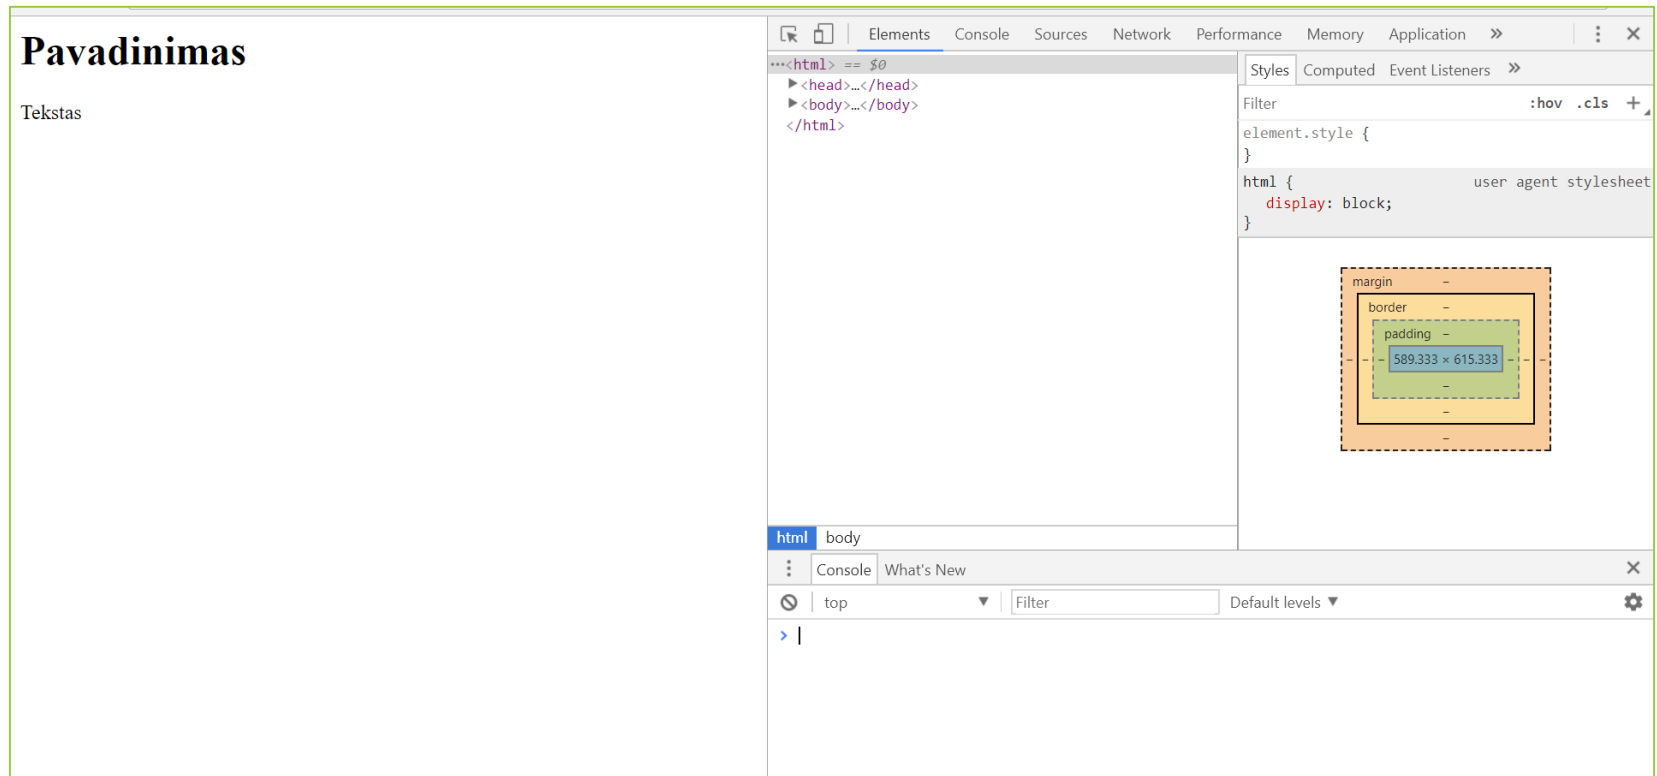 Pavadinimas
Tekstas
Elements Console Sources Network Performance Memory Application »
…<html> == $0
▶<head>…</head>
▶<body>…</body>
</html>
html body
Styles Computed Event Listeners »
Filter :hov .cls +
element.style {
}
html { user agent stylesheet
display: block;
}
margin –
border –
padding –
– – – 589.333 × 615.333 – – –
–
–
–
Console What's New
top ▼ Filter Default levels ▼
>